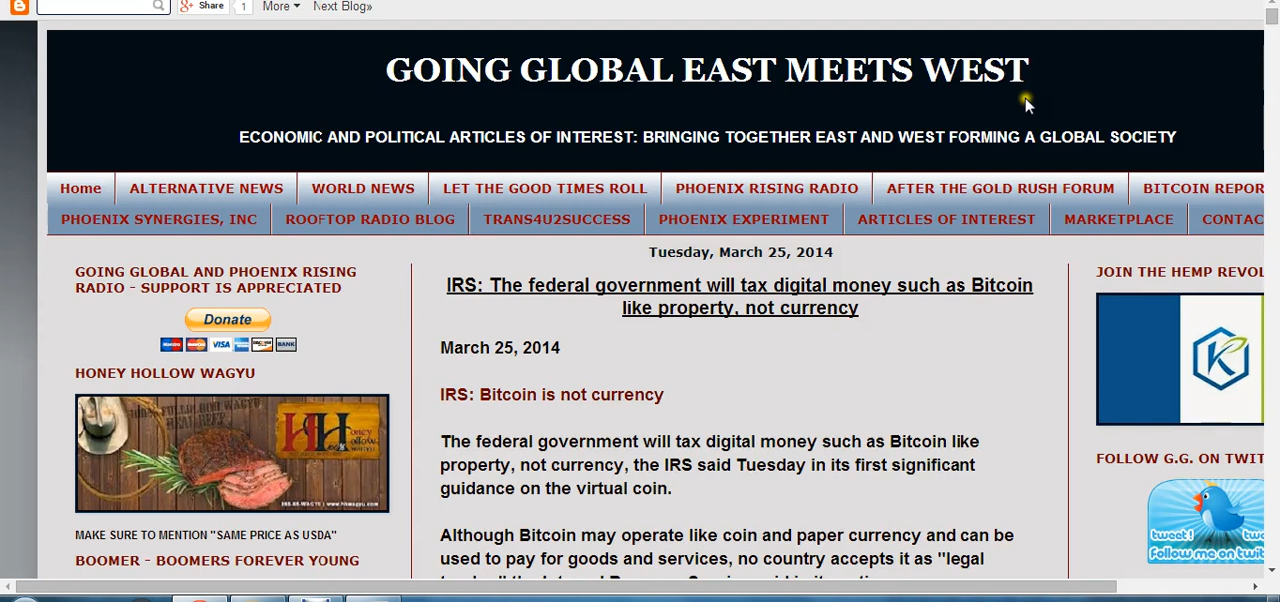 Share
1
More
Next Blog»
GOING GLOBAL EAST MEETS WEST
ECONOMIC AND POLITICAL ARTICLES OF INTEREST: BRINGING TOGETHER EAST AND WEST FORMING A GLOBAL SOCIETY
Home
ALTERNATIVE NEWS
WORLD NEWS
LET THE GOOD TIMES ROLL
PHOENIX RISING RADIO
AFTER THE GOLD RUSH FORUM
BITCOIN REPOR
PHOENIX SYNERGIES, INC
ROOFTOP RADIO BLOG
TRANS4U2SUCCESS
PHOENIX EXPERIMENT
ARTICLES OF INTEREST
MARKETPLACE
CONTAC
GOING GLOBAL AND PHOENIX RISING
RADIO - SUPPORT IS APPRECIATED
Donate
VISA
BANK
HONEY HOLLOW WAGYU
HH
MAKE SURE TO MENTION "SAME PRICE AS USDA"
BOOMER - BOOMERS FOREVER YOUNG
Tuesday, March 25, 2014
IRS: The federal government will tax digital money such as Bitcoin
like property, not currency
March 25, 2014
IRS: Bitcoin is not currency
The federal government will tax digital money such as Bitcoin like
property, not currency, the IRS said Tuesday in its first significant
guidance on the virtual coin.
Although Bitcoin may operate like coin and paper currency and can be
used to pay for goods and services, no country accepts it as "legal
JOIN THE HEMP REVOL
K
FOLLOW G.G. ON TWIT
tweet!
Follow me on twit